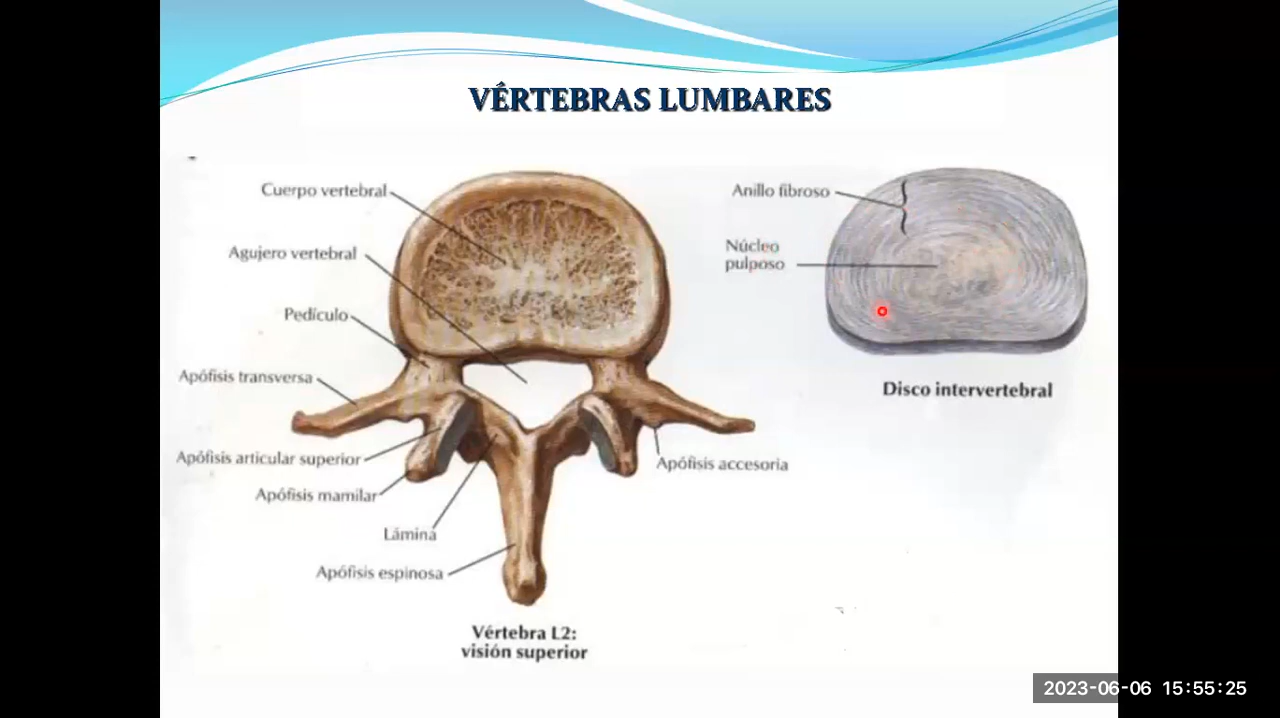 VÉRTEBRAS LUMBARES
Cuerpo vertebral
Agujero vertebral
Pedículo
Apófisis transversa
Apófisis articular superior
Apófisis mamilar
Lámina
Apófisis espinosa
Apófisis accesoria
Vértebra L2:
visión superior
Anillo fibroso
Núcleo
pulposo
Disco intervertebral
2023-06-06 15:55:25